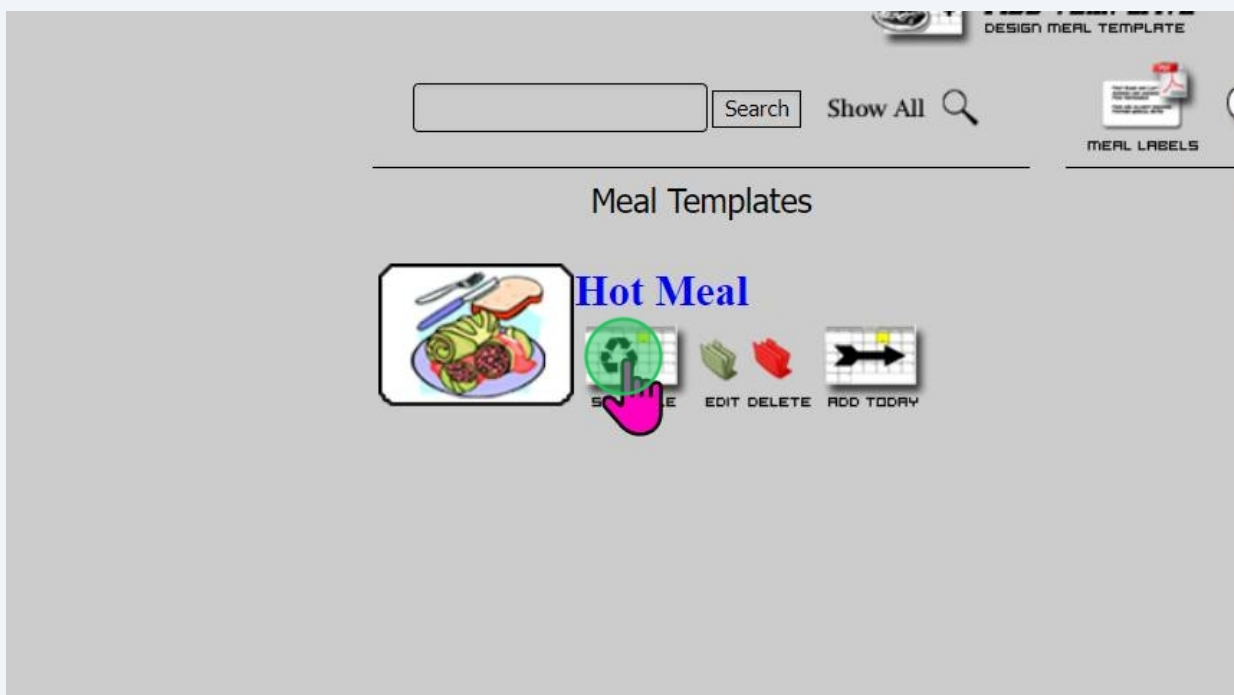 DESIGN MEAL TEMPLATE
Search
Show All
MEAL LABELS
Meal Templates
Hot Meal
EDIT DELETE
ADD TODAY